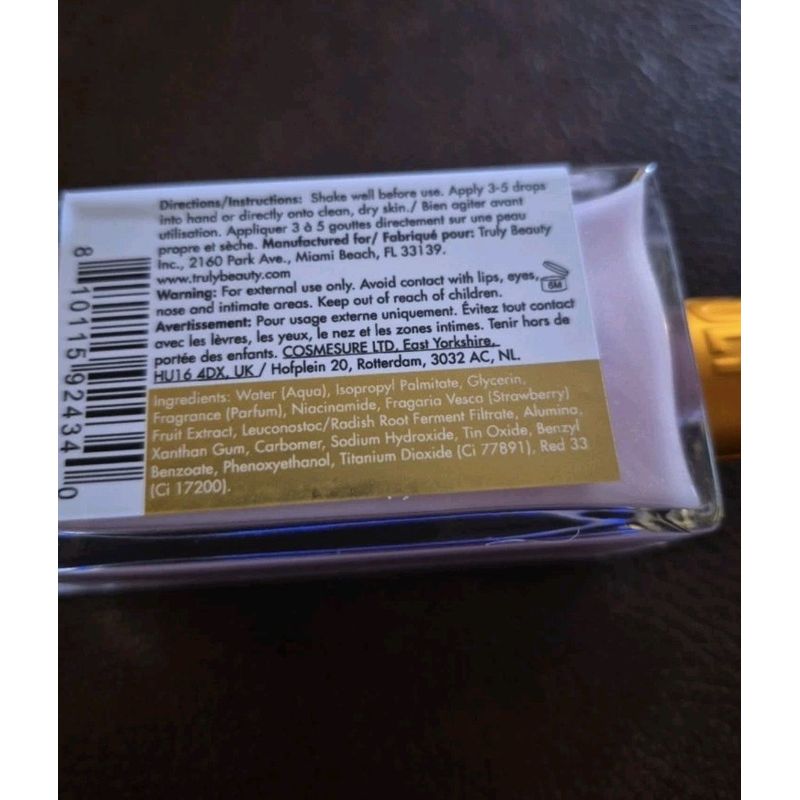 Directions/Instructions: Shake well before use. Apply 3-5 drops
into hand or directly onto clean, dry skin./ Bien agiter avant
utilisation. Appliquer 3 à 5 gouttes directement sur une peau
propre et sèche. Manufactured for/ Fabriqué pour: Truly Beauty
Inc., 2160 Park Ave., Miami Beach, FL 33139.
www.trulybeauty.com
Warning: For external use only. Avoid contact with lips, eyes,
nose and intimate areas. Keep out of reach of children.
6M
Avertissement: Pour usage externe uniquement. Évitez tout contact
avec les lèvres, les yeux, le nez et les zones intimes. Tenir hors de
portée des enfants. COSMESURE LTD, East Yorkshire,
HU16 4DX, UK / Hofplein 20, Rotterdam, 3032 AC, NL.
Ingredients: Water (Aqua), Isopropyl Palmitate, Glycerin,
Fragrance (Parfum), Niacinamide, Fragaria Vesca (Strawberry)
Fruit Extract, Leuconostoc/Radish Root Ferment Filtrate, Alumina,
Xanthan Gum, Carbomer, Sodium Hydroxide, Tin Oxide, Benzyl
Benzoate, Phenoxyethanol, Titanium Dioxide (Ci 77891), Red 33
(Ci 17200).
8 10115 92434 0